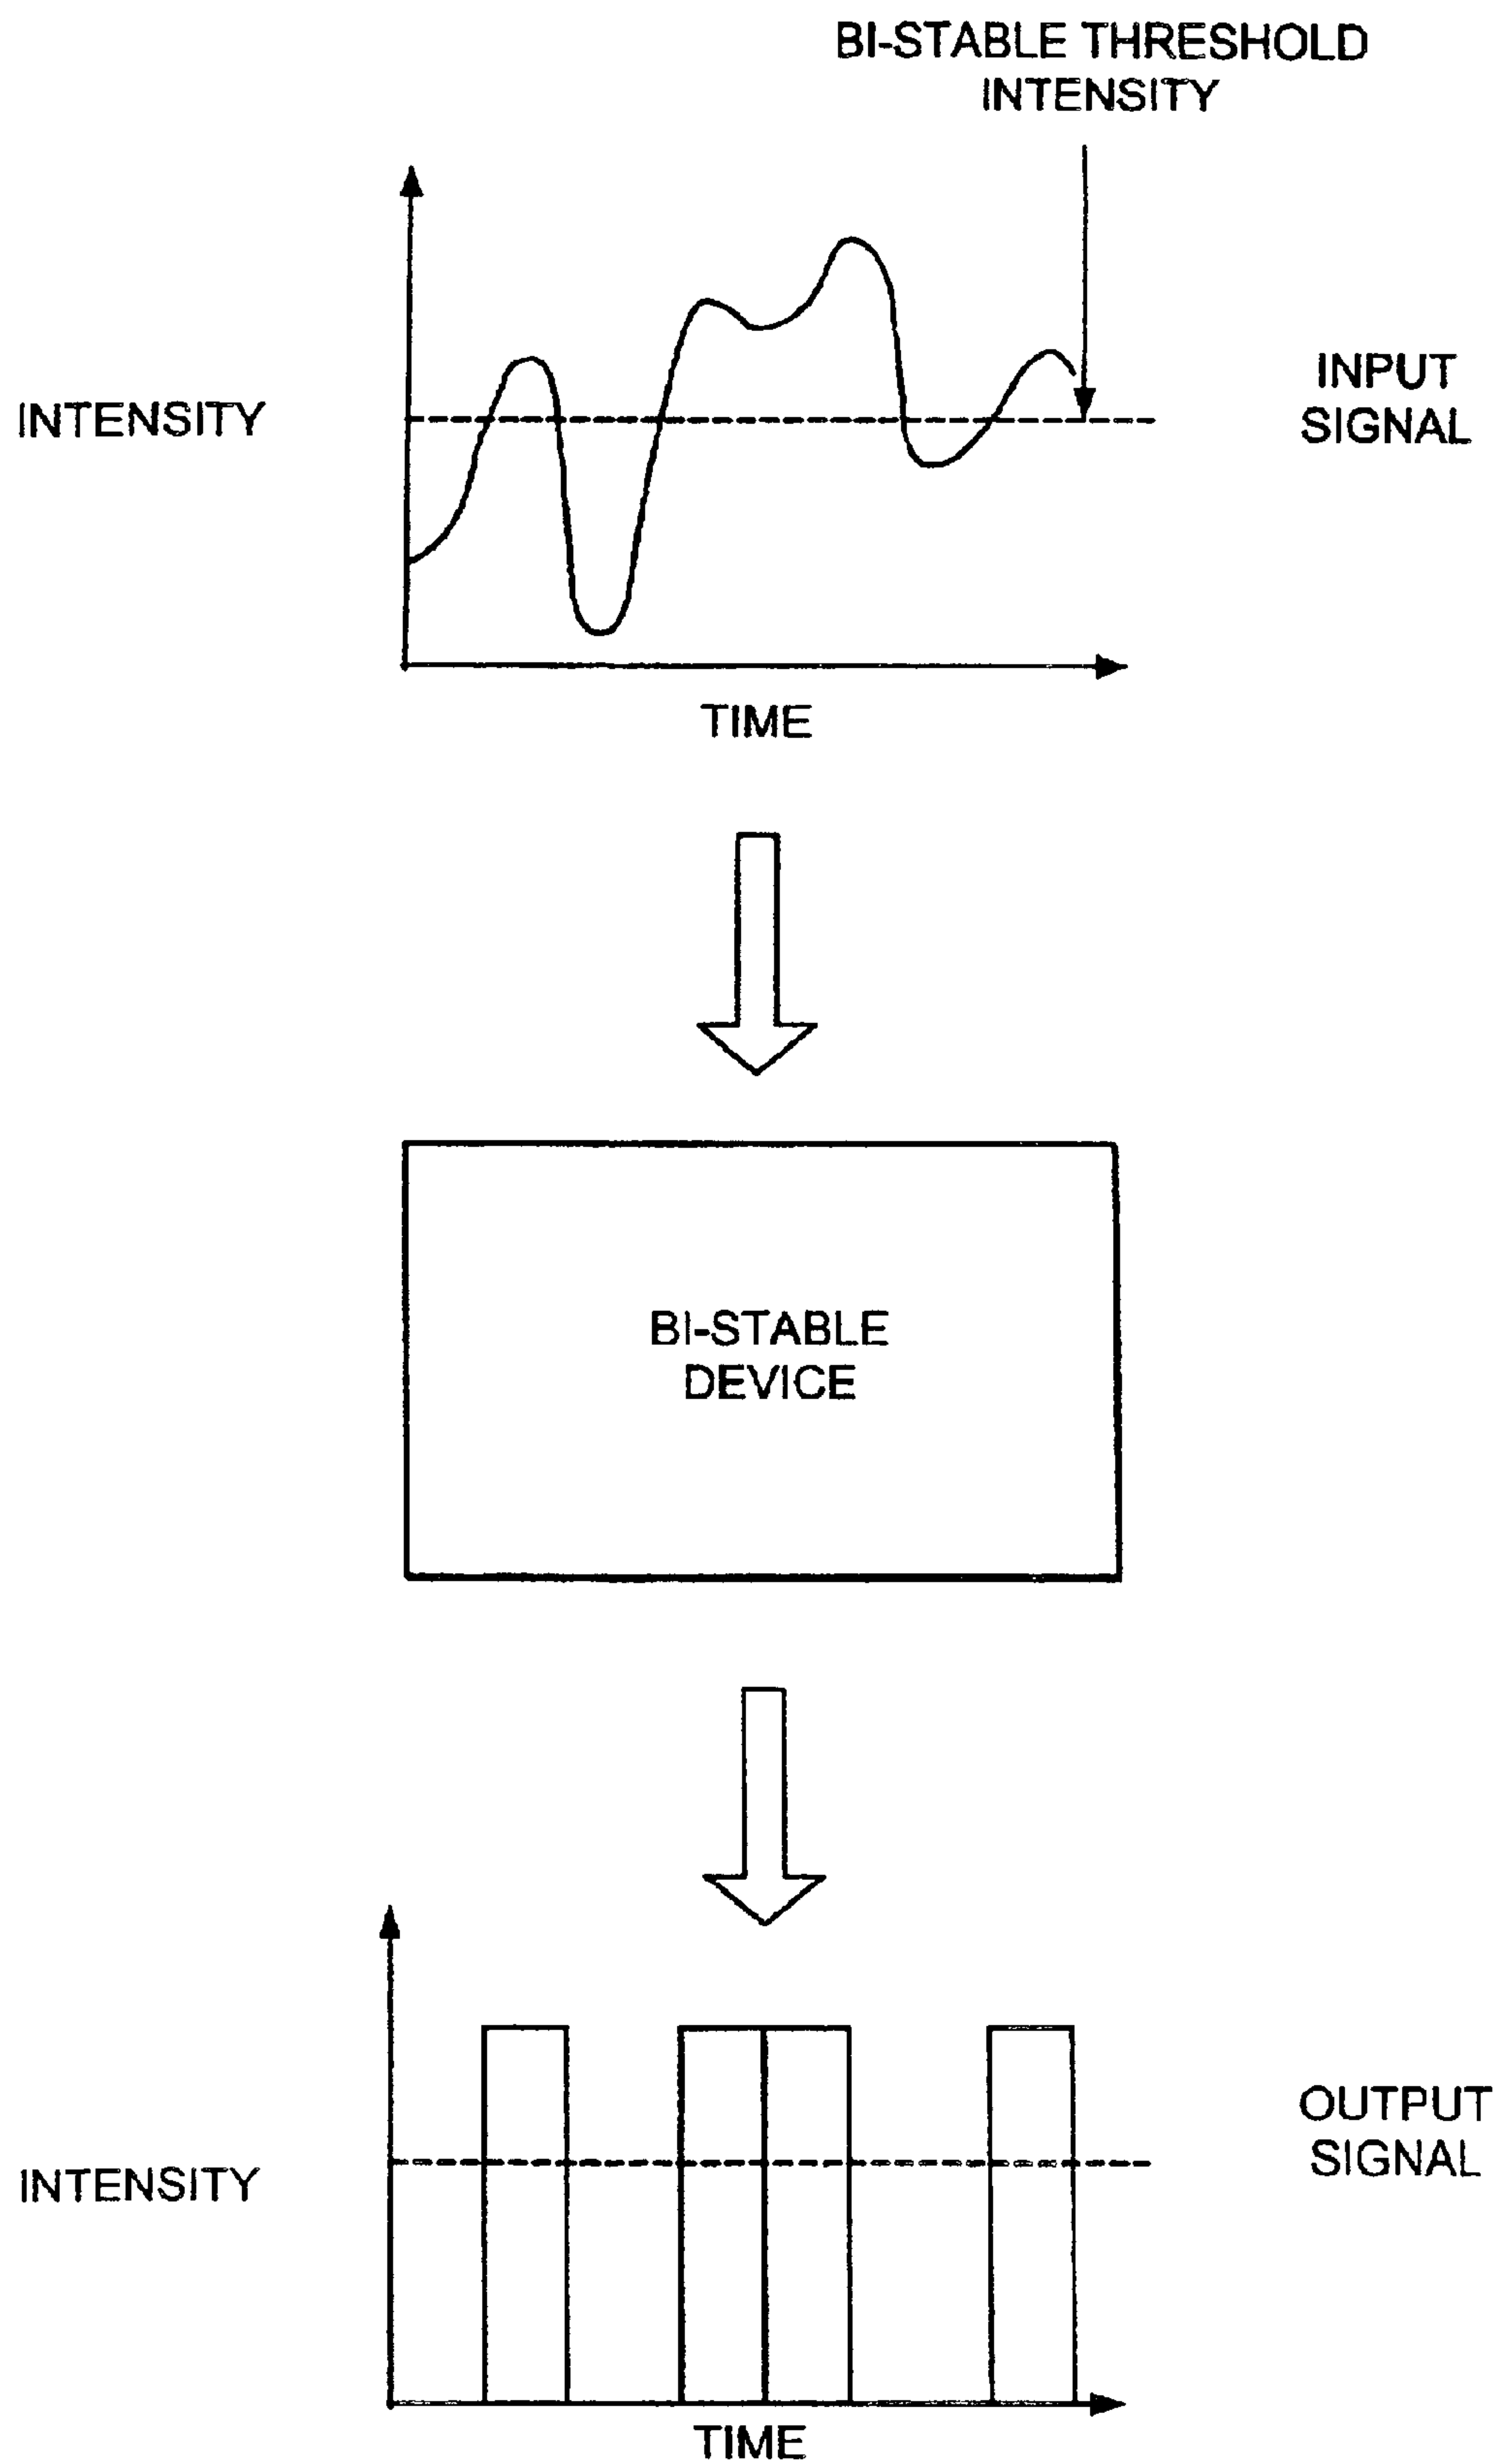 BI-STABLE THRESHOLD
INTENSITY
INTENSITY
INPUT
SIGNAL
TIME
BI-STABLE
DEVICE
OUTPUT
SIGNAL
INTENSITY
TIME